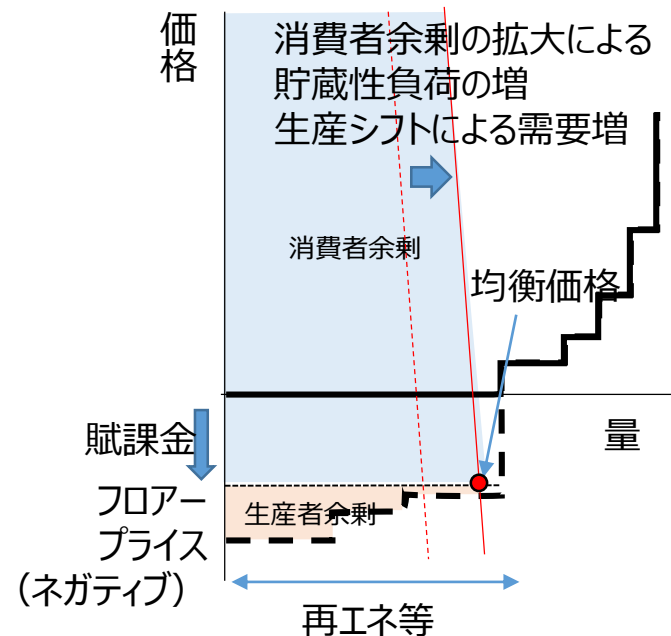 価
格
消費者余剰の拡大による
貯蔵性負荷の増
生産シフトによる需要増
消費者余剰
均衡価格
賦課金
量
フロアー
プライス
（ネガティブ）
生産者余剰
再エネ等